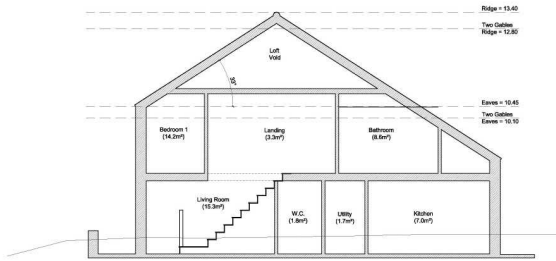 Ridge = 13.40
Two Gables
Ridge = 12.80
Loft
Void
33°
Eaves = 10.45
Two Gables
Eaves = 10.10
Bedroom 1
(14.2m²)
Landing
(3.3m²)
Bathroom
(8.6m²)
Living Room
(15.3m²)
W.C.
(1.8m²)
Utility
(1.7m²)
Kitchen
(7.0m²)